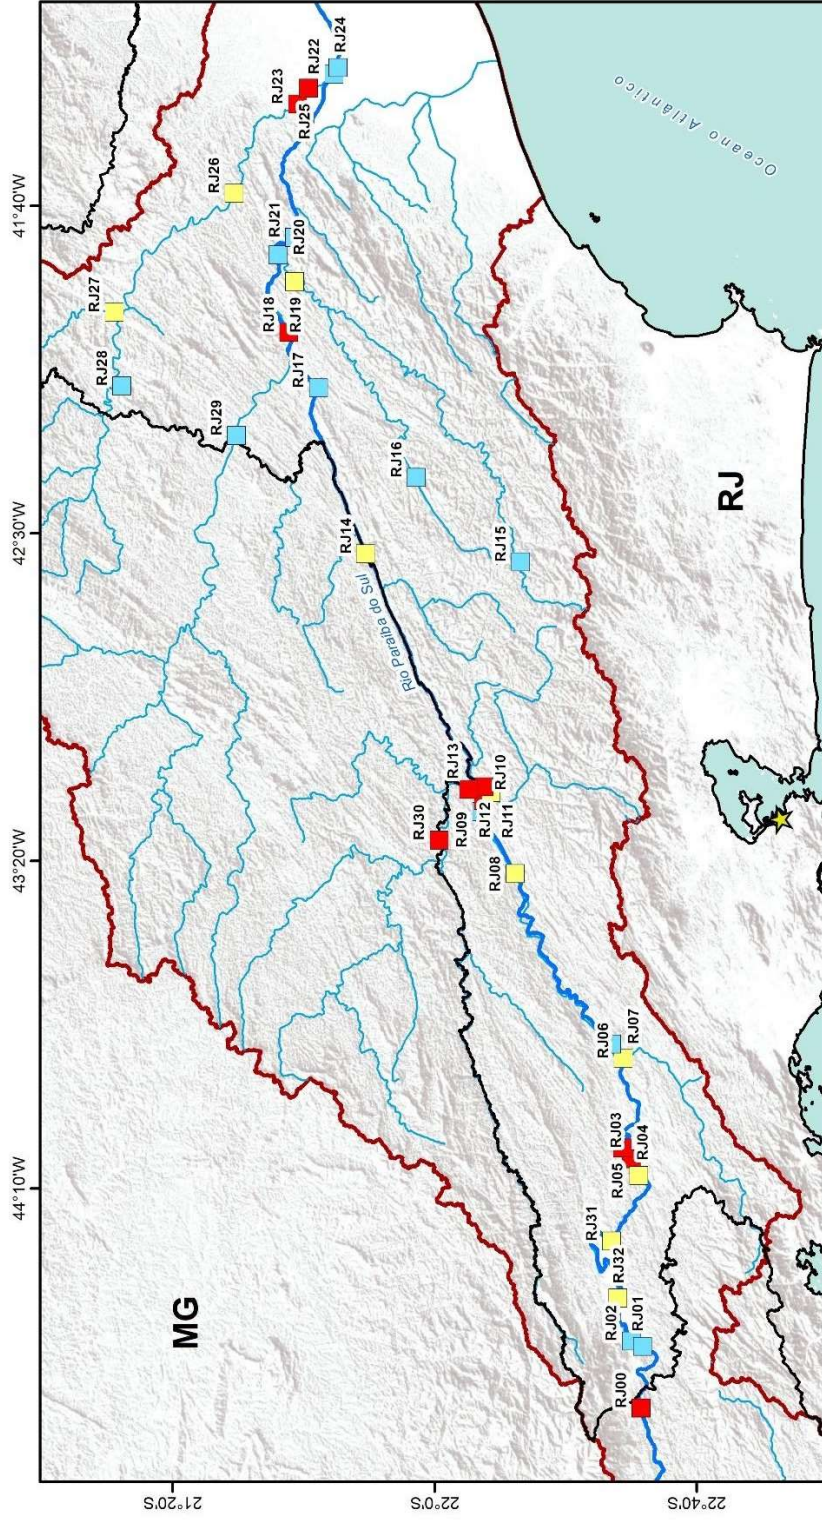 44°10'W
43°20'W
42°30'W
41°40'W
21°20'S
22°0'S
22°40'S
MG
RJ
Oceano Atlântico
Rio Paraíba do Sul
RJ00
RJ01
RJ02
RJ32
RJ31
RJ05
RJ04
RJ03
RJ07
RJ06
RJ08
RJ11
RJ12
RJ10
RJ09
RJ13
RJ30
RJ14
RJ15
RJ16
RJ17
RJ29
RJ28
RJ27
RJ18
RJ19
RJ20
RJ21
RJ26
RJ25
RJ23
RJ22
RJ24